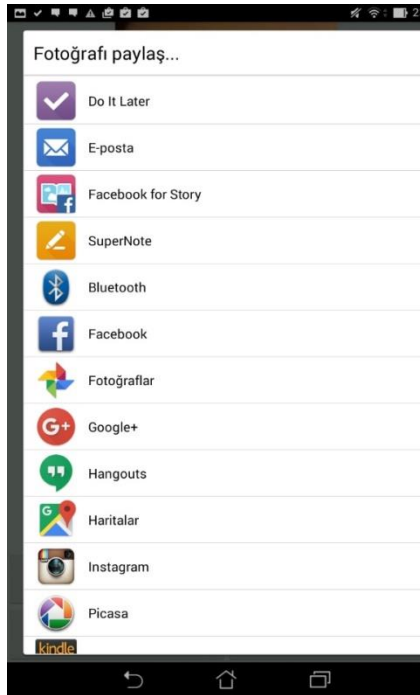 2
Fotoğrafı paylaş...
Do It Later
E-posta
Facebook for Story
SuperNote
Bluetooth
Facebook
Fotoğraflar
G+ Google+
Hangouts
G Haritalar
Instagram
Picasa
kindle